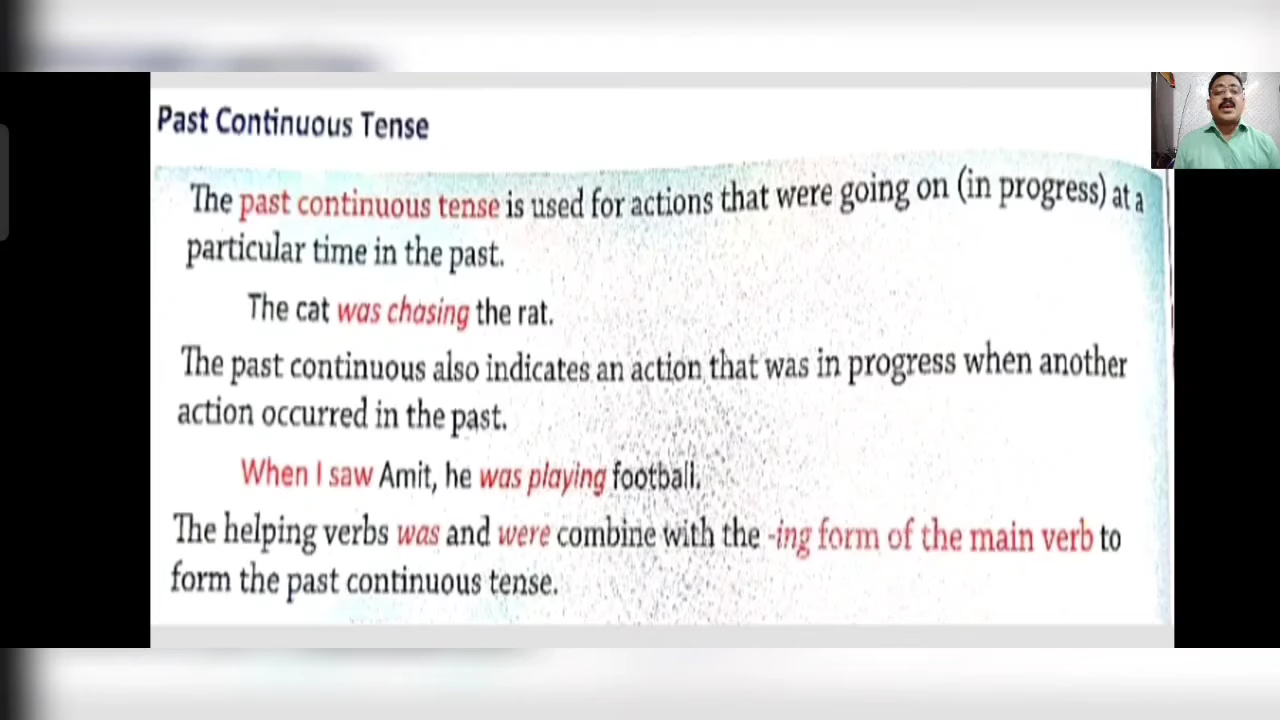 Past Continuous Tense
The past continuous tense is used for actions that were going on (in progress) at a
particular time in the past.
The cat was chasing the rat.
The past continuous also indicates an action that was in progress when another
action occurred in the past.
When I saw Amit, he was playing football.
The helping verbs was and were combine with the -ing form of the main verb to
form the past continuous tense.